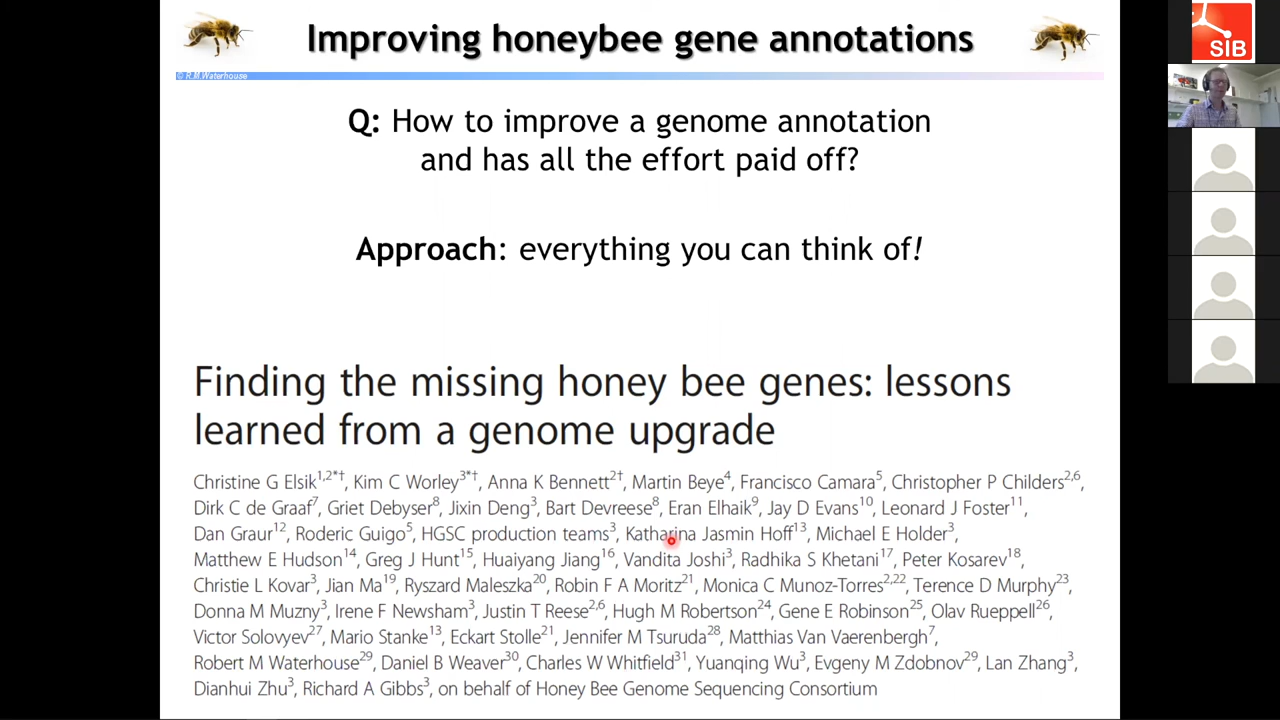 Improving honeybee gene annotations
© R.M.Waterhouse
Q: How to improve a genome annotation
and has all the effort paid off?
Approach: everything you can think of!
Finding the missing honey bee genes: lessons
learned from a genome upgrade
Christine G Elsik1,2*†, Kim C Worley3*†, Anna K Bennett2†, Martin Beye4, Francisco Camara5, Christopher P Childers2,6,
Dirk C de Graaf7, Griet Debyser8, Jixin Deng3, Bart Devreese8, Eran Elhaik9, Jay D Evans10, Leonard J Foster11,
Dan Graur12, Roderic Guigo5, HGSC production teams3, Katharina Jasmin Hoff13, Michael E Holder3,
Matthew E Hudson14, Greg J Hunt15, Huaiyang Jiang16, Vandita Joshi3, Radhika S Khetani17, Peter Kosarev18,
Christie L Kovar3, Jian Ma19, Ryszard Maleszka20, Robin F A Moritz21, Monica C Munoz-Torres2,22, Terence D Murphy23,
Donna M Muzny3, Irene F Newsham3, Justin T Reese2,6, Hugh M Robertson24, Gene E Robinson25, Olav Rueppell26,
Victor Solovyev27, Mario Stanke13, Eckart Stolle21, Jennifer M Tsuruda28, Matthias Van Vaerenbergh7,
Robert M Waterhouse29, Daniel B Weaver30, Charles W Whitfield31, Yuanqing Wu3, Evgeny M Zdobnov29, Lan Zhang3,
Dianhui Zhu3, Richard A Gibbs3, on behalf of Honey Bee Genome Sequencing Consortium
SIB